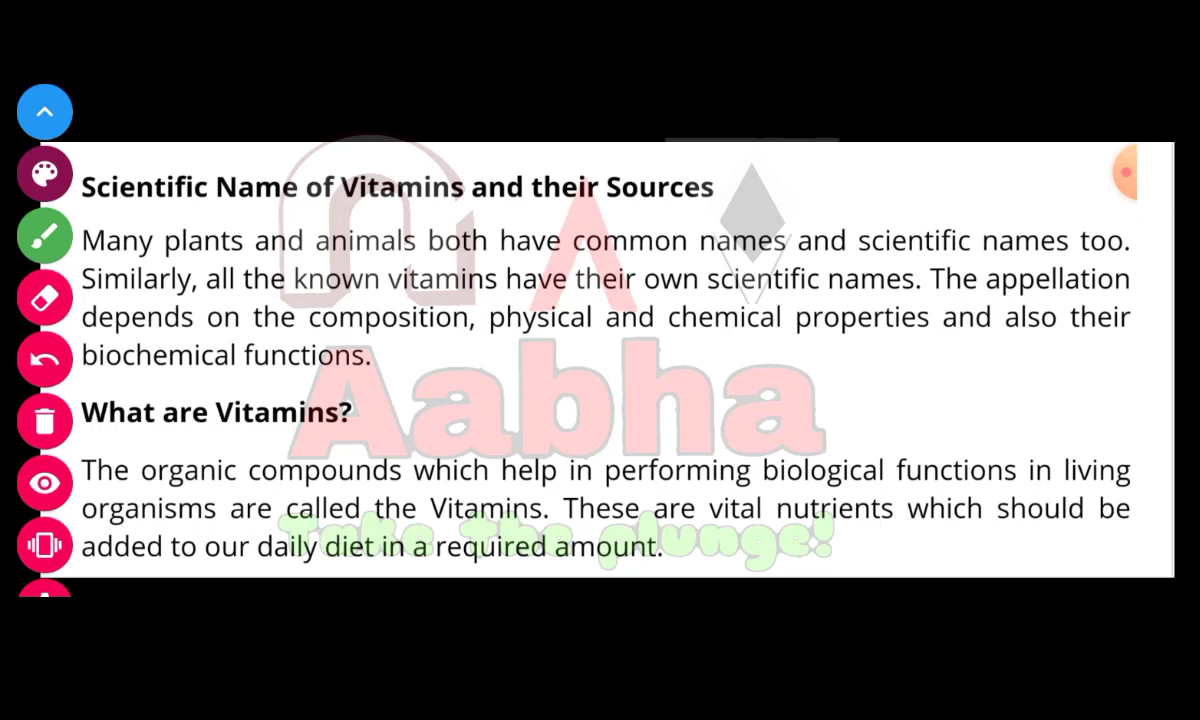 Scientific Name of Vitamins and their Sources
Many plants and animals both have common names and scientific names too.
Similarly, all the known vitamins have their own scientific names. The appellation
depends on the composition, physical and chemical properties and also their
biochemical functions.
Aabha
What are Vitamins?
The organic compounds which help in performing biological functions in living
organisms are called the Vitamins. These are vital nutrients which should be
Take the plunge!
added to our daily diet in a required amount.